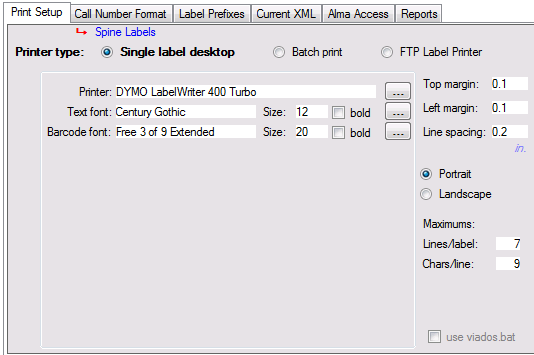 Print Setup Call Number Format Label Prefixes Current XML Alma Access Reports
Spine Labels
Printer type: Single label desktop Batch print FTP Label Printer
Printer: DYMO LabelWriter 400 Turbo ...
Text font: Century Gothic Size: 12 bold ...
Barcode font: Free 3 of 9 Extended Size: 20 bold ...
Top margin: 0.1
Left margin: 0.1
Line spacing: 0.2
in.
Portrait
Landscape
Maximums:
Lines/label: 7
Chars/line: 9
use viados.bat